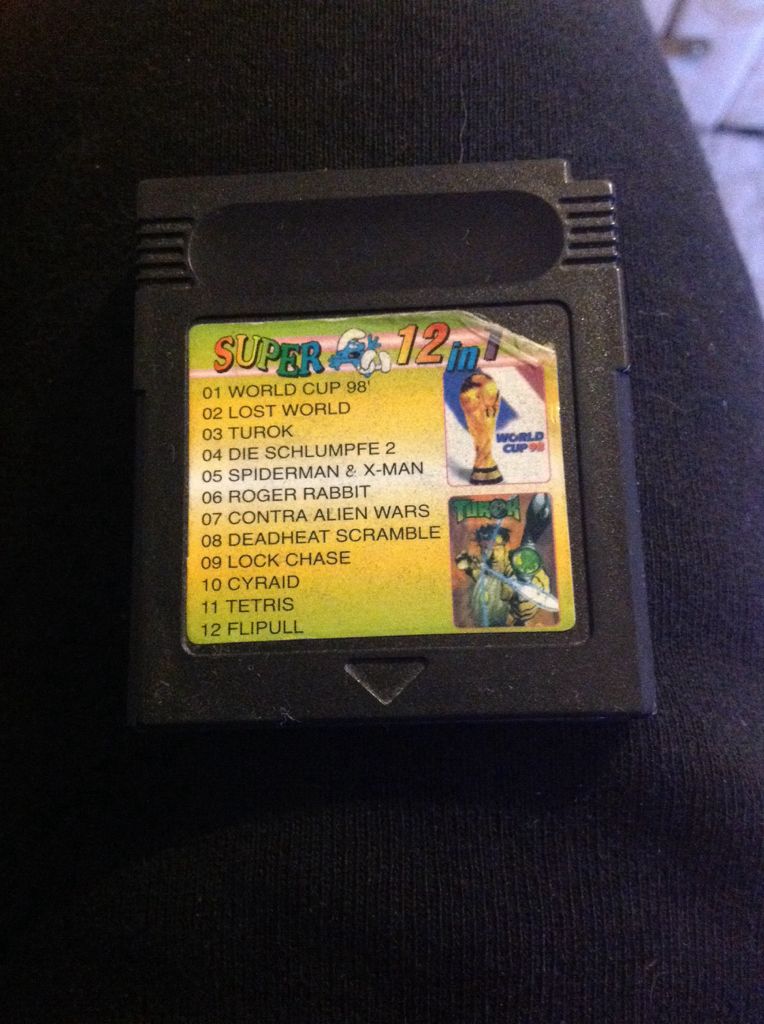 SUPER 12 in 1
01 WORLD CUP 98'
02 LOST WORLD
03 TUROK
04 DIE SCHLUMPFE 2
05 SPIDERMAN & X-MAN
06 ROGER RABBIT
07 CONTRA ALIEN WARS
08 DEADHEAT SCRAMBLE
09 LOCK CHASE
10 CYRAID
11 TETRIS
12 FLIPULL
WORLD
CUP 98
TUROK